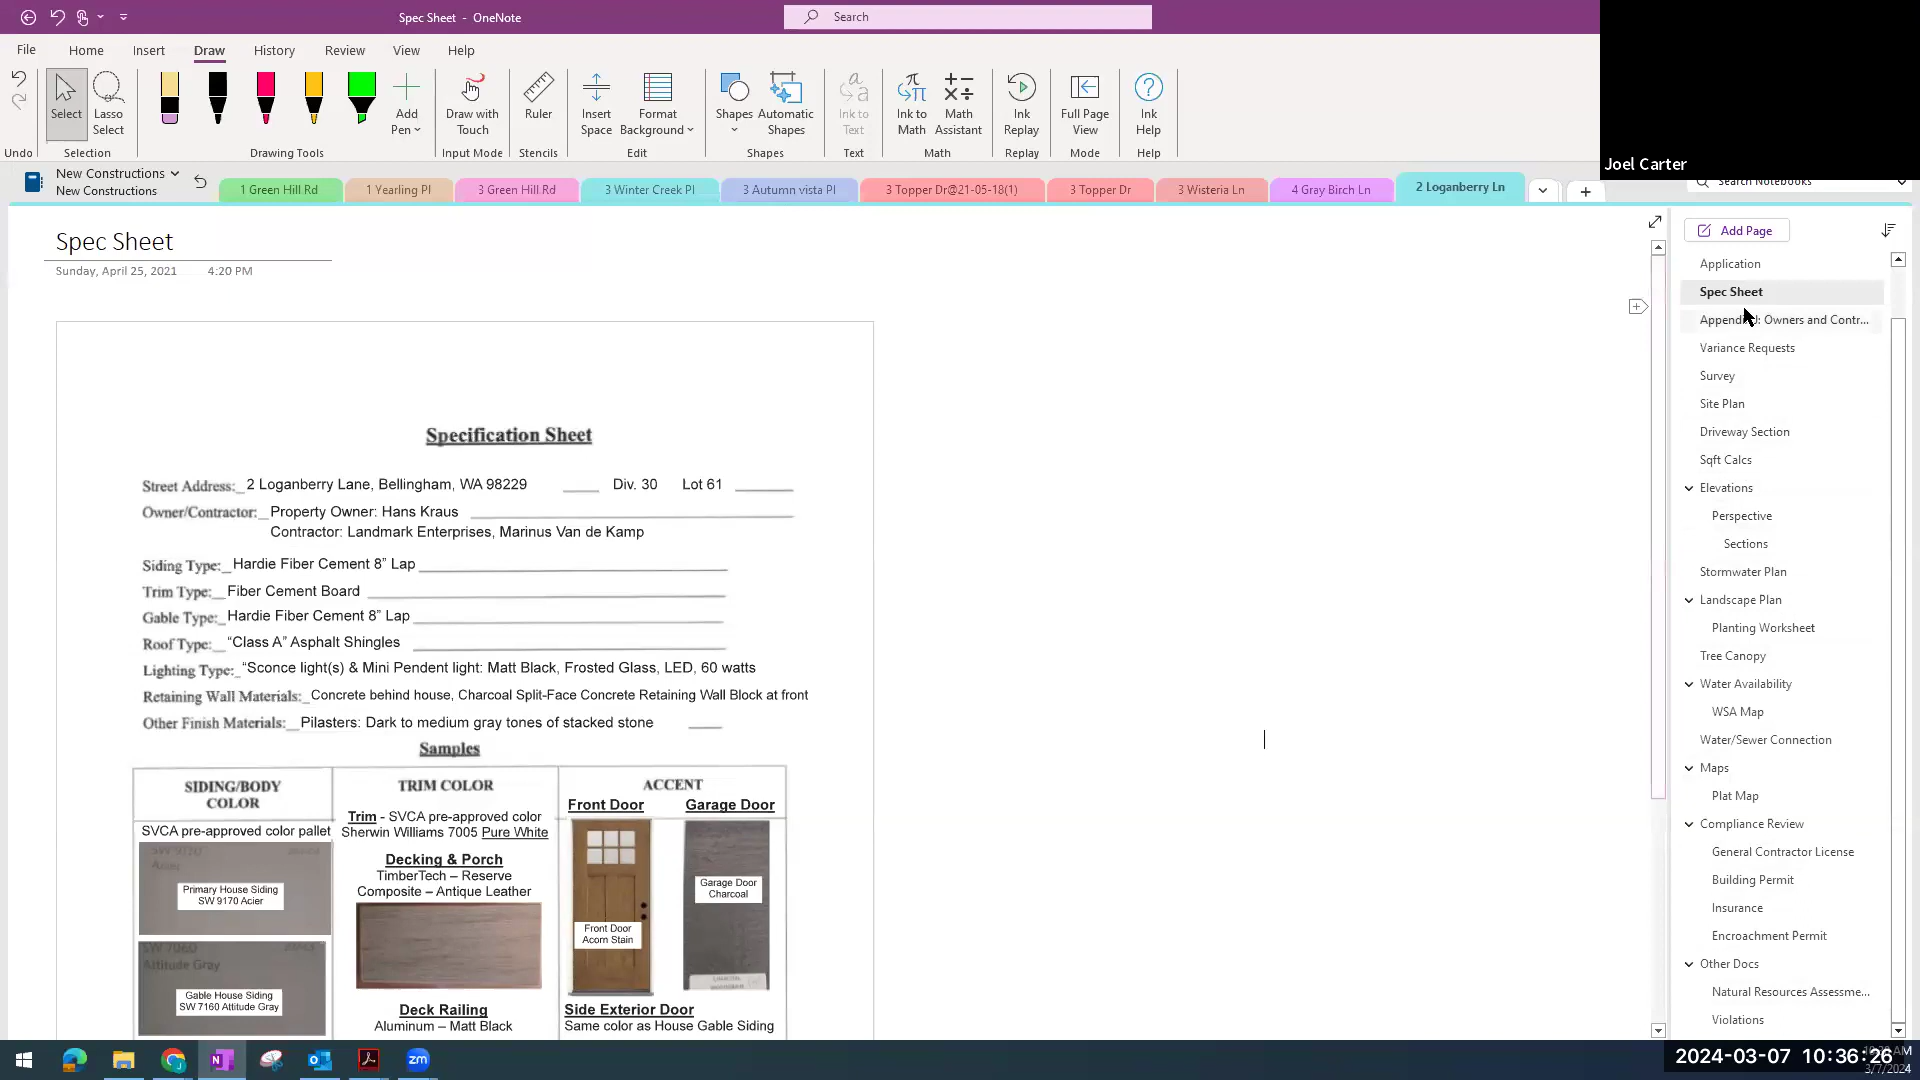 Spec Sheet - OneNote
Search
Joel Carter
File Home Insert Draw History Review View Help
Undo
Select
Lasso Select
Selection
Drawing Tools
Add Pen
Draw with Touch
Input Mode
Ruler
Stencils
Insert Space
Format Background
Edit
Shapes
Automatic Shapes
Shapes
Ink to Text
Text
Ink to Math
Math Assistant
Math
Ink Replay
Replay
Full Page View
Mode
Ink Help
Help
New Constructions
New Constructions
1 Green Hill Rd
1 Yearling Pl
3 Green Hill Rd
3 Winter Creek Pl
3 Autumn vista Pl
3 Topper Dr@21-05-18(1)
3 Topper Dr
3 Wisteria Ln
4 Gray Birch Ln
2 Loganberry Ln
Search Notebooks
Spec Sheet
Sunday, April 25, 2021 4:20 PM
Specification Sheet
Street Address: 2 Loganberry Lane, Bellingham, WA 98229 Div. 30 Lot 61
Owner/Contractor: Property Owner: Hans Kraus
Contractor: Landmark Enterprises, Marinus Van de Kamp
Siding Type: Hardie Fiber Cement 8” Lap
Trim Type: Fiber Cement Board
Gable Type: Hardie Fiber Cement 8” Lap
Roof Type: “Class A” Asphalt Shingles
Lighting Type: “Sconce light(s) & Mini Pendent light: Matt Black, Frosted Glass, LED, 60 watts
Retaining Wall Materials: Concrete behind house, Charcoal Split-Face Concrete Retaining Wall Block at front
Other Finish Materials: Pilasters: Dark to medium gray tones of stacked stone
Samples
SIDING/BODY COLOR
SVCA pre-approved color pallet
Acier
Primary House Siding
SW 9170 Acier
SW 7060
Attitude Gray
Gable House Siding
SW 7160 Attitude Gray
TRIM COLOR
Trim - SVCA pre-approved color
Sherwin Williams 7005 Pure White
Decking & Porch
TimberTech – Reserve
Composite – Antique Leather
Deck Railing
Aluminum – Matt Black
ACCENT
Front Door Garage Door
Front Door
Acorn Stain
Garage Door
Charcoal
Side Exterior Door
Same color as House Gable Siding
Add Page
Application
Spec Sheet
Owners and Contr...
Variance Requests
Survey
Site Plan
Driveway Section
Sqft Calcs
Elevations
Perspective
Sections
Stormwater Plan
Landscape Plan
Planting Worksheet
Tree Canopy
Water Availability
WSA Map
Water/Sewer Connection
Maps
Plat Map
Compliance Review
General Contractor License
Building Permit
Insurance
Encroachment Permit
Other Docs
Natural Resources Assessme...
Violations
zm
2024-03-07 10:36:26
3/7/2024